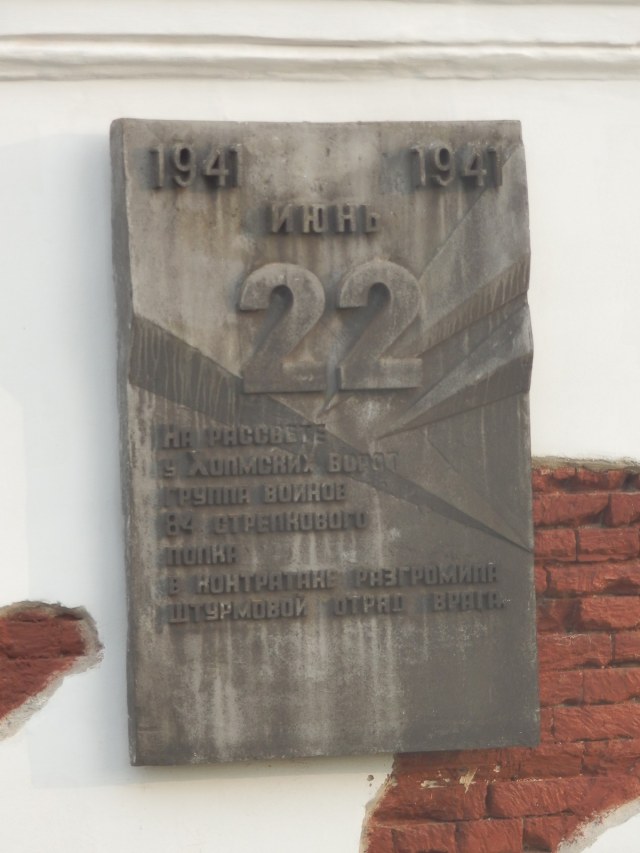 1941 1941
ИЮНЬ
22
На рассвете
у Холмских ворот
группа воинов
84 стрелкового
полка
в контратаке разгромила
штурмовой отряд врага.